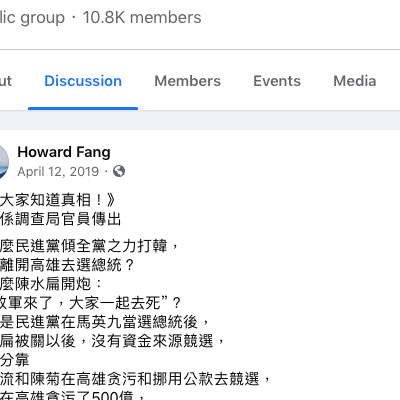 lic group · 10.8K members
ut Discussion Members Events Media
Howard Fang
April 12, 2019 ·
大家知道真相！》
係調查局官員傳出
麼民進黨傾全黨之力打韓，
離開高雄去選總統？
麼陳水扁開炮：
敵軍來了，大家一起去死”？
是民進黨在馬英九當選總統後，
扁被關以後，沒有資金來源競選，
分靠
流和陳菊在高雄貪污和挪用公款去競選，
在高雄貪污了500億，